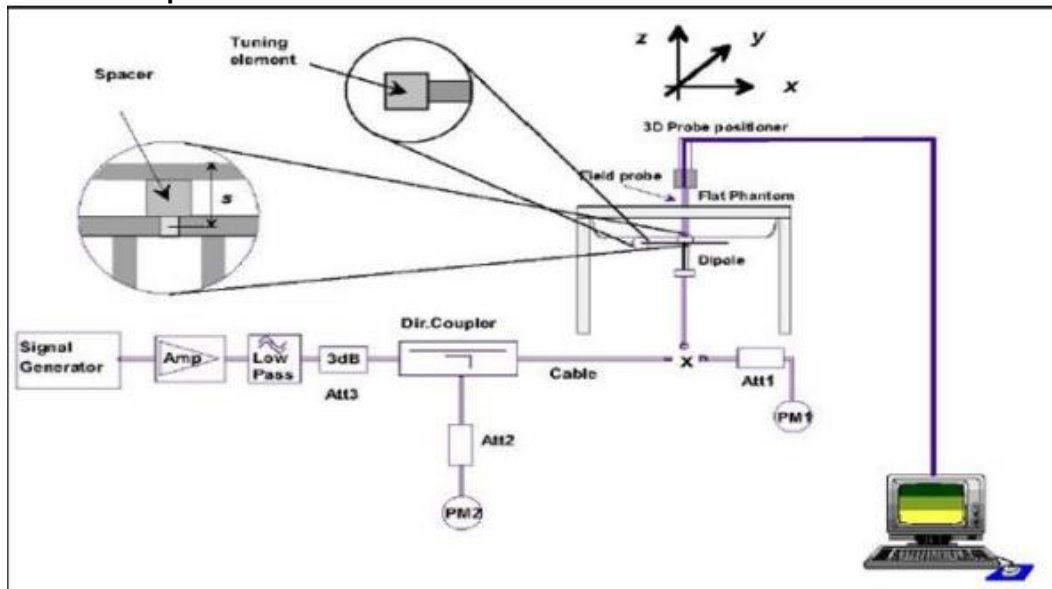 Tuning
element
Spacer
s
z
y
x
3D Probe positioner
Field probe
Flat Phantom
Dipole
Signal
Generator
Amp
Low
Pass
3dB
Att3
Dir.Coupler
Cable
x
Att1
PM1
Att2
PM2